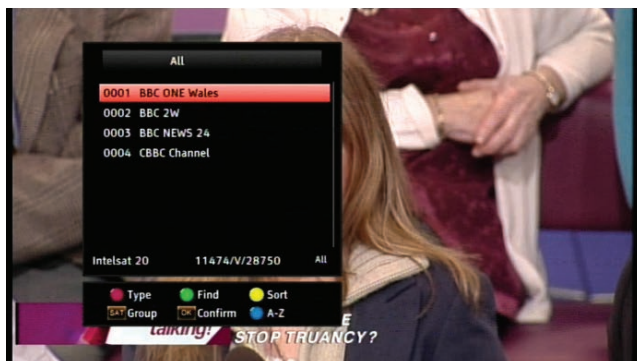 All
0001 BBC ONE Wales
0002 BBC 2W
0003 BBC NEWS 24
0004 CBBC Channel
Intelsat 20 11474/V/28750 All
Type Find Sort
SAT Group OK Confirm A-Z
talking!
STOP TRUANCY?